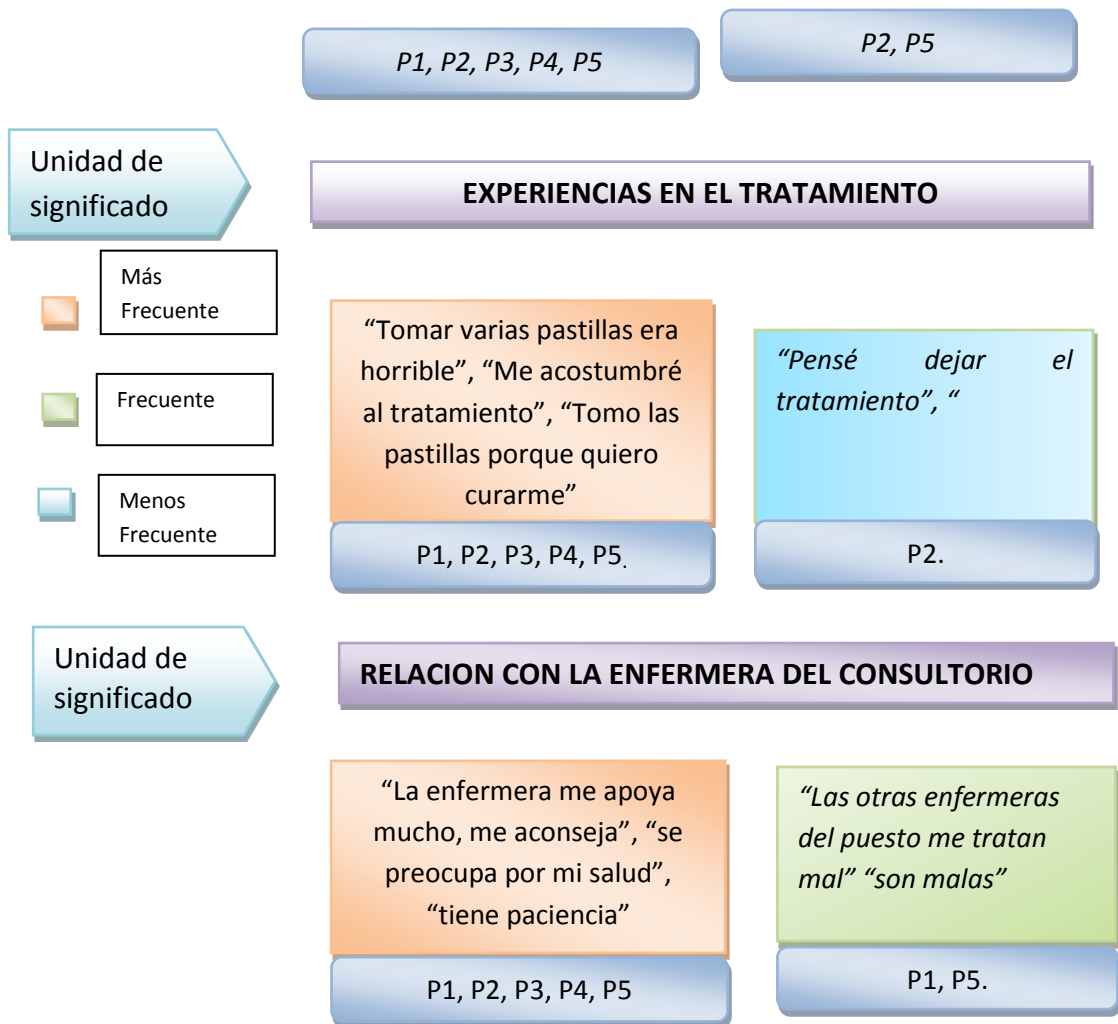 P1, P2, P3, P4, P5
P2, P5
Unidad de
significado
EXPERIENCIAS EN EL TRATAMIENTO
Más
Frecuente
Frecuente
Menos
Frecuente
“Tomar varias pastillas era
horrible”, “Me acostumbré
al tratamiento”, “Tomo las
pastillas porque quiero
curarme”
P1, P2, P3, P4, P5.
“Pensé dejar el
tratamiento”, “
P2.
Unidad de
significado
RELACION CON LA ENFERMERA DEL CONSULTORIO
“La enfermera me apoya
mucho, me aconseja”, “se
preocupa por mi salud”,
“tiene paciencia”
P1, P2, P3, P4, P5
“Las otras enfermeras
del puesto me tratan
mal” “son malas”
P1, P5.